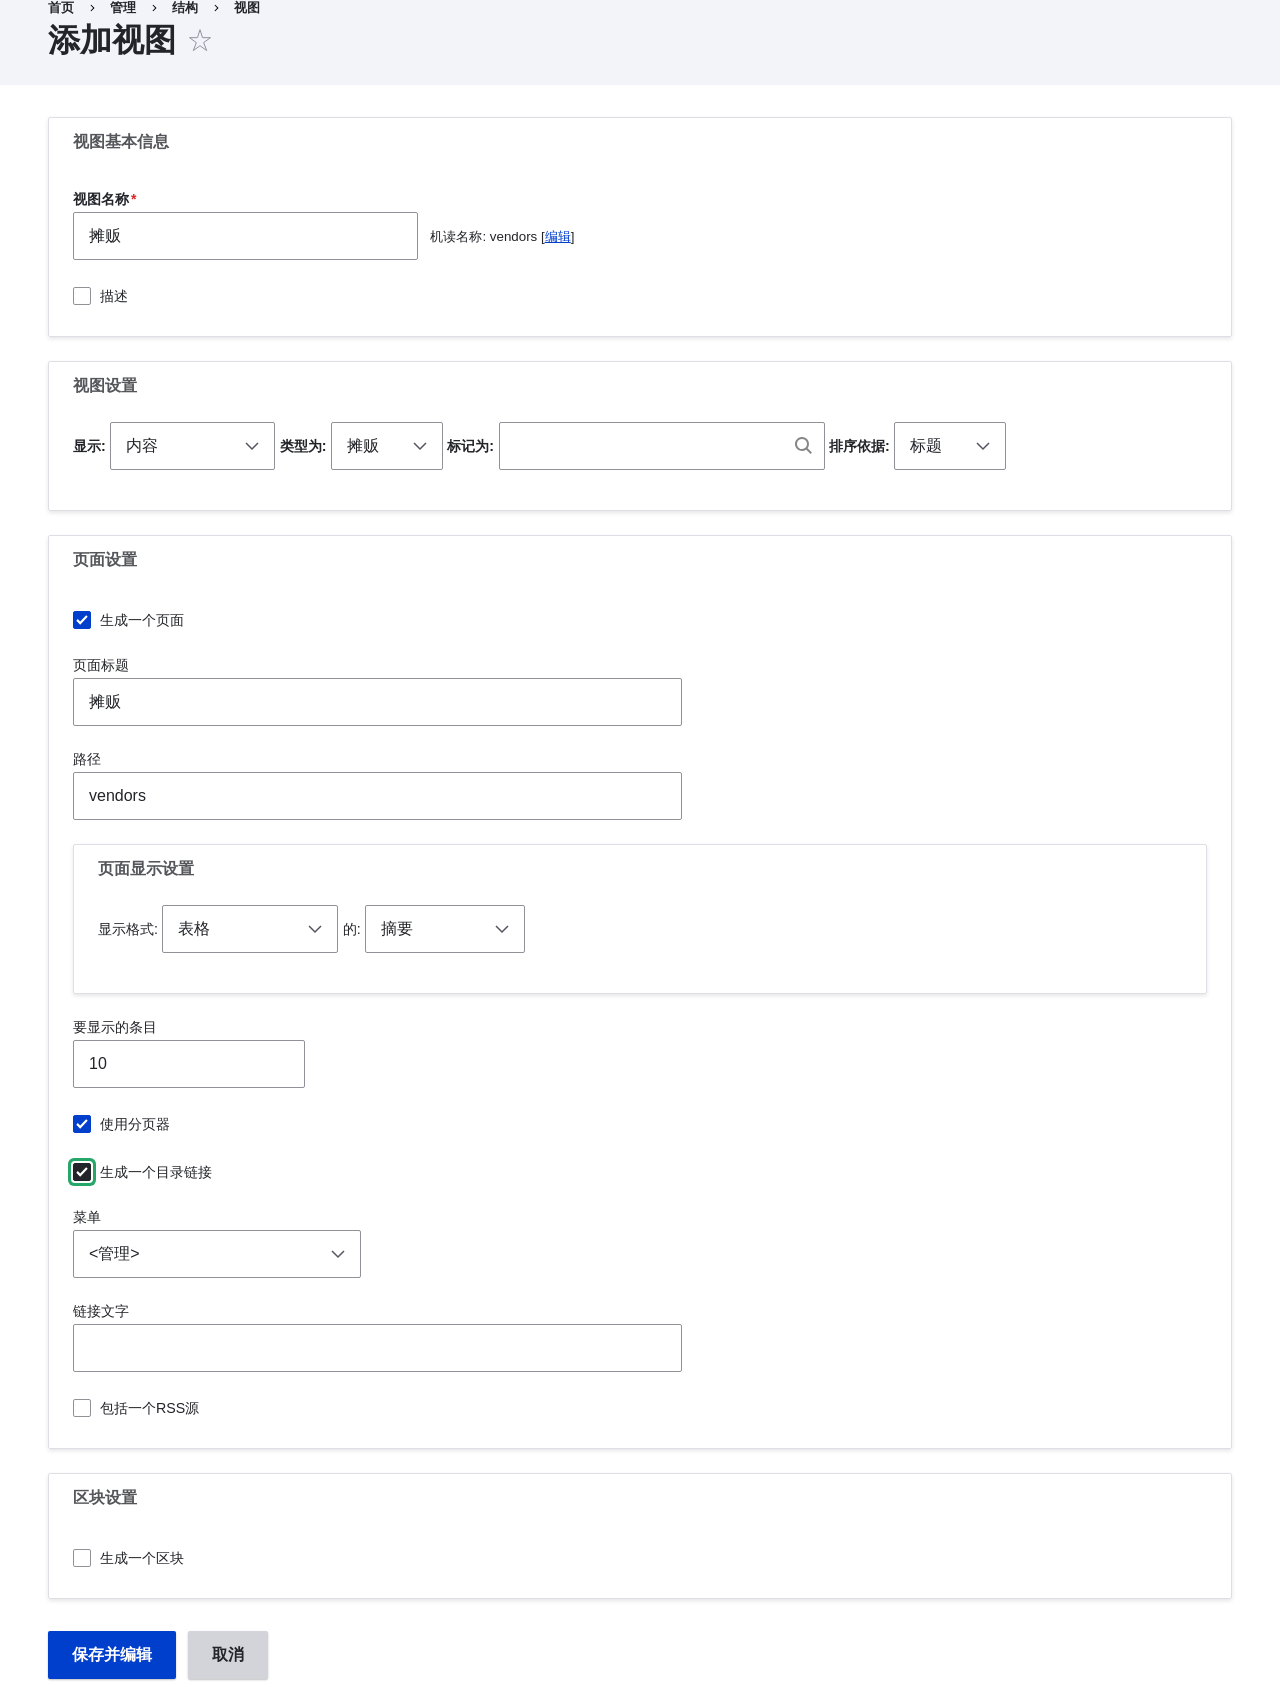 首页 › 管理 › 结构 › 视图
添加视图
视图基本信息
视图名称*
摊贩
机读名称: vendors [编辑]
描述
视图设置
显示: 内容 类型为: 摊贩 标记为: 排序依据: 标题
页面设置
生成一个页面
页面标题
摊贩
路径
vendors
页面显示设置
显示格式: 表格 的: 摘要
要显示的条目
10
使用分页器
生成一个目录链接
菜单
<管理>
链接文字
包括一个RSS源
区块设置
生成一个区块
保存并编辑 取消